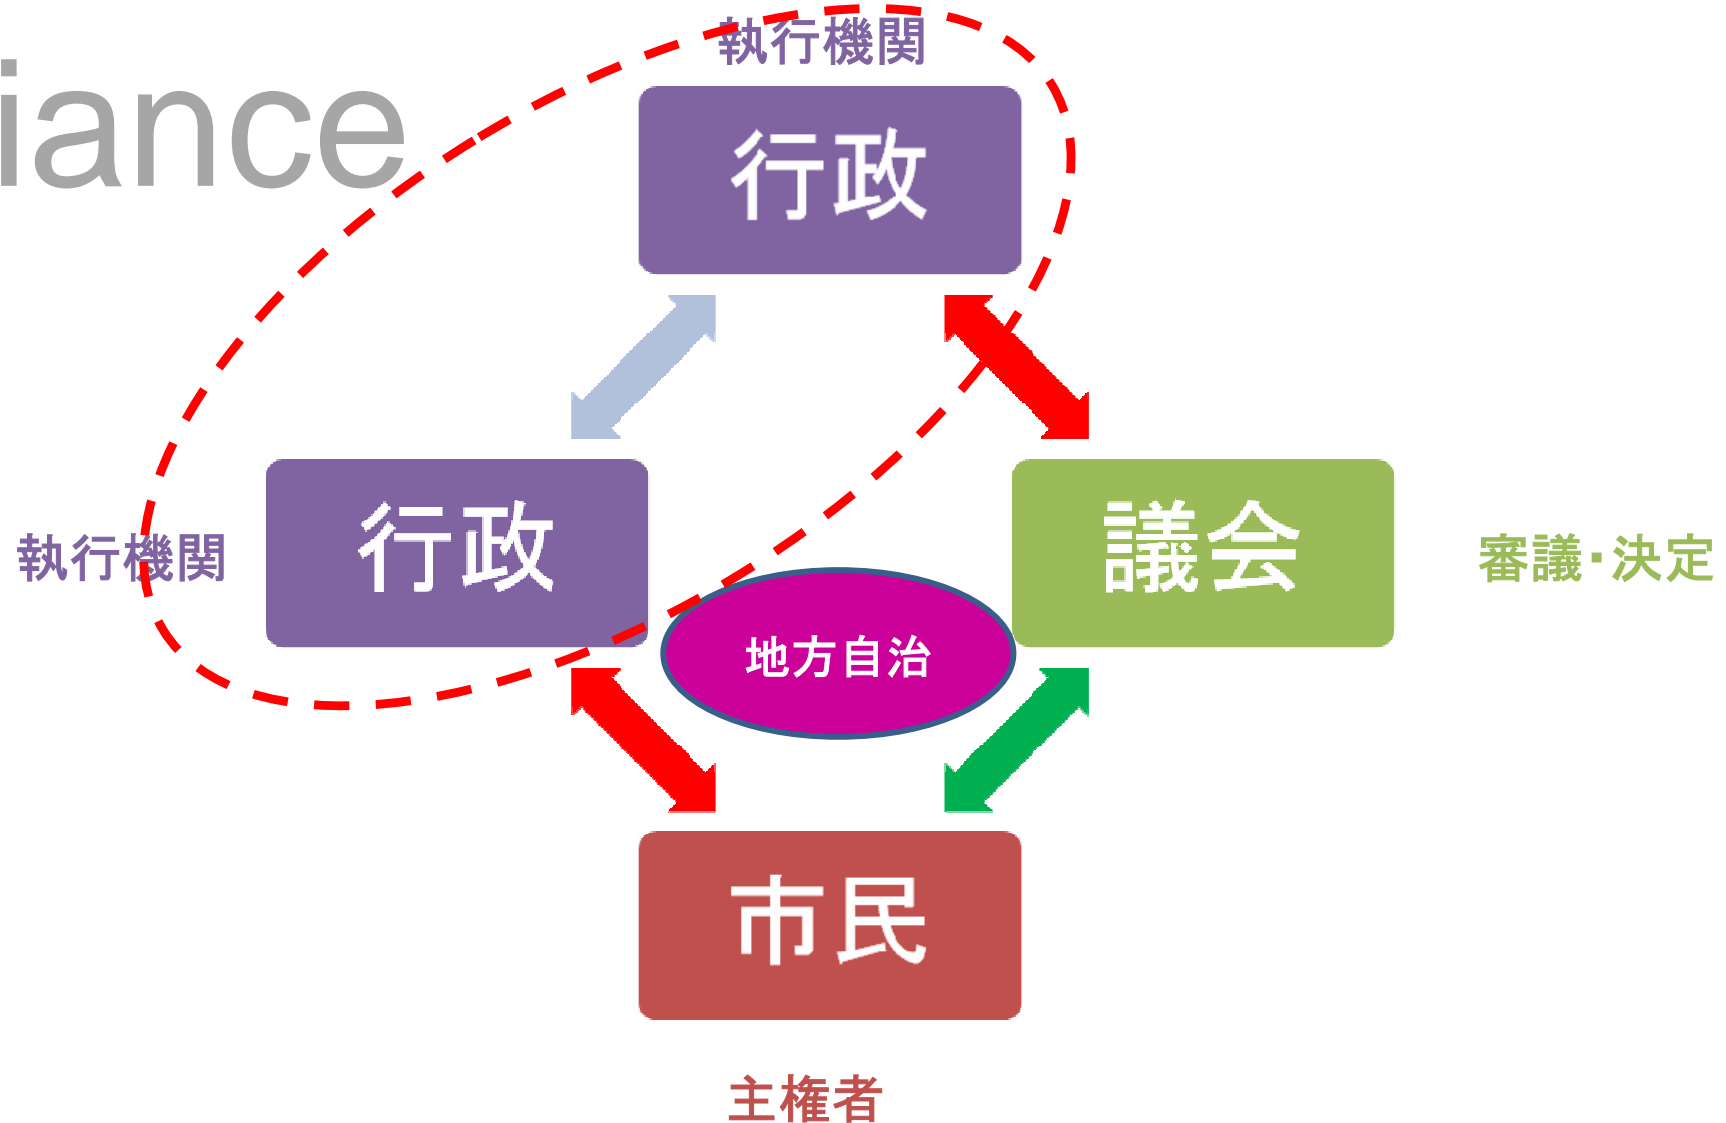 執行機関
iance
行政
行政
議会
執行機関
審議・決定
地方自治
市民
主権者